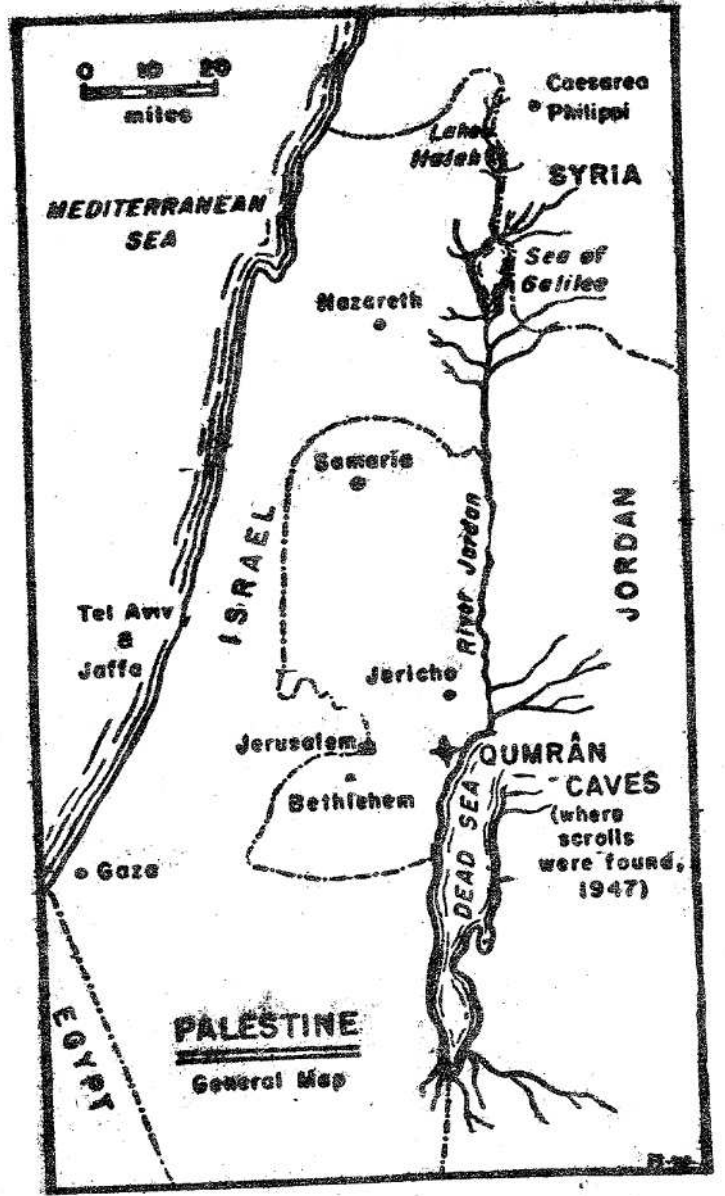 0 10 20
miles
Caesarea
Philippi
Lake
Huleh
SYRIA
MEDITERRANEAN
SEA
Sea of
Galilee
Nazareth
Samaria
ISRAEL
River Jordan
JORDAN
Tel Aviv
&
Jaffa
Jericho
Jerusalem
QUMRÂN
CAVES
(where
scrolls
were found,
1947)
Bethlehem
DEAD SEA
Gaza
EGYPT
PALESTINE
General Map